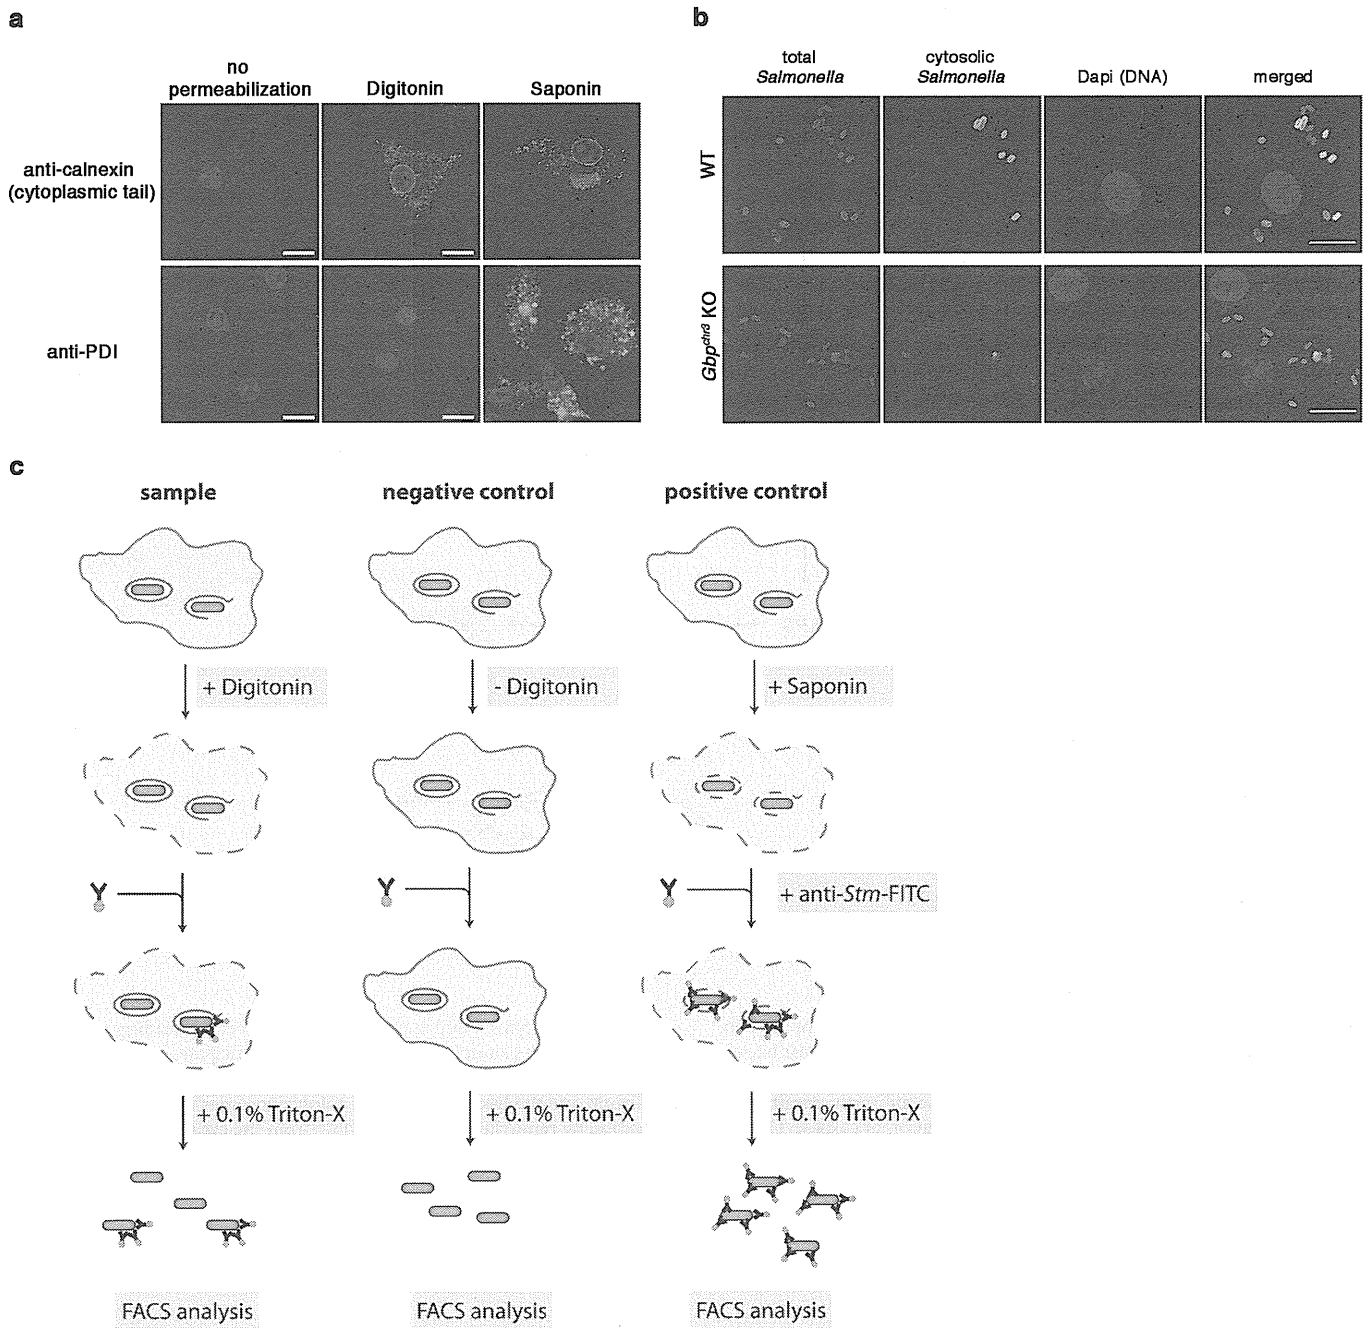 a
no
permeabilization
Digitonin
Saponin
anti-calnexin
(cytoplasmic tail)
anti-PDI
b
total
Salmonella
cytosolic
Salmonella
Dapi (DNA)
merged
WT
Gbpchr3 KO
c
sample
negative control
positive control
+ Digitonin
- Digitonin
+ Saponin
+ anti-Stm-FITC
+ 0.1% Triton-X
+ 0.1% Triton-X
+ 0.1% Triton-X
FACS analysis
FACS analysis
FACS analysis